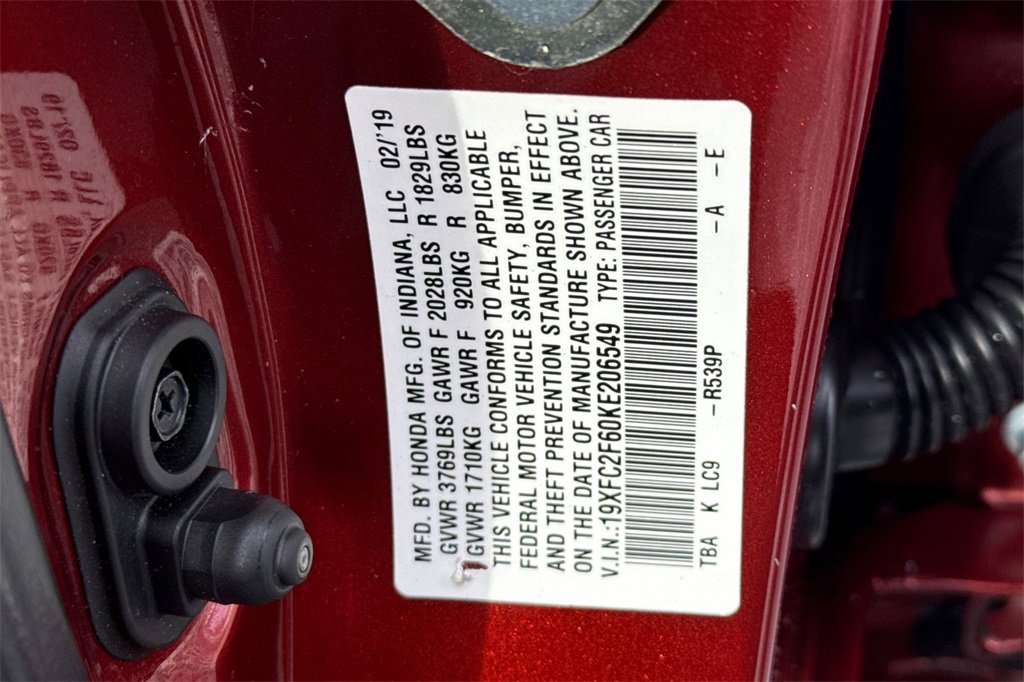 MFD. BY HONDA MFG. OF INDIANA, LLC 02/'19
GVWR 3769LBS GAWR F 2028LBS R 1829LBS
GVWR 1710KG GAWR F 920KG R 830KG
THIS VEHICLE CONFORMS TO ALL APPLICABLE
FEDERAL MOTOR VEHICLE SAFETY, BUMPER,
AND THEFT PREVENTION STANDARDS IN EFFECT
ON THE DATE OF MANUFACTURE SHOWN ABOVE.
V.I.N.:19XFC2F60KE206549 TYPE: PASSENGER CAR
TBA K LC9 –R539P –A –E